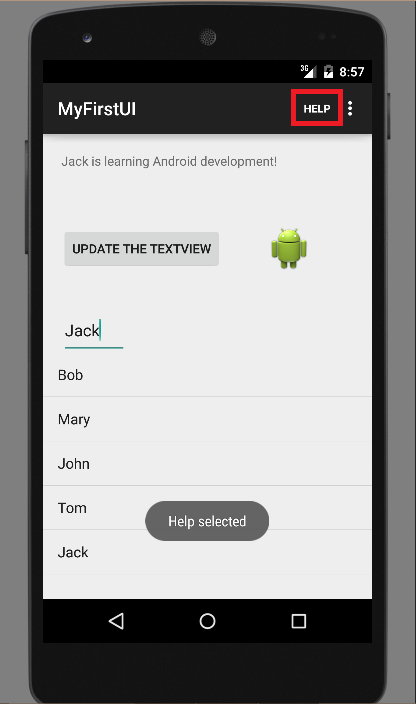 3G 8:57
MyFirstUI HELP
Jack is learning Android development!
UPDATE THE TEXTVIEW
Jack
Bob
Mary
John
Tom
Help selected
Jack